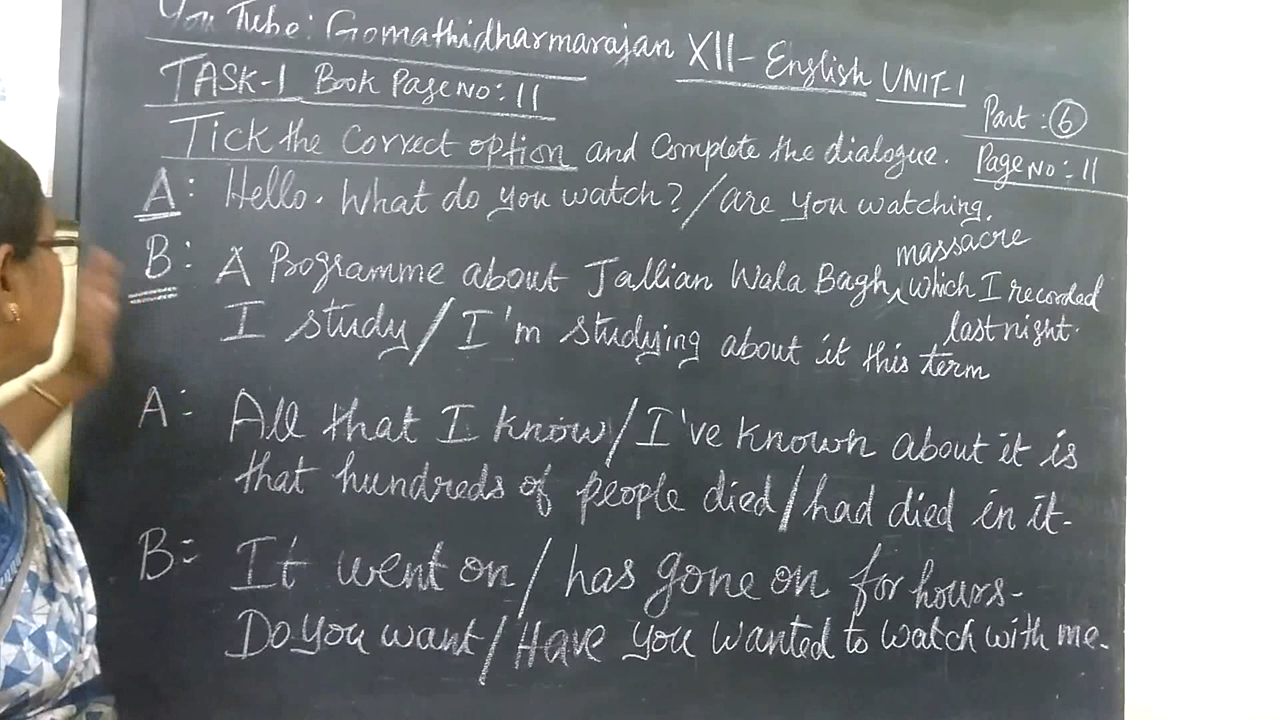 You Tube: Gomathidharmarajan XII - English UNIT-1
TASK-1 Book Page No: 11
Part: 6
Tick the correct option and complete the dialogue. Page No:- 11
A: Hello. What do you watch? / are you watching.
massacre
B: A Programme about Jallian Wala Bagh ^ which I recorded
last night.
I study / I'm studying about it this term
A: All that I know / I've known about it is
that hundreds of people died / had died in it.
B: It went on / has gone on for hours.
Do you want / Have you wanted to watch with me.